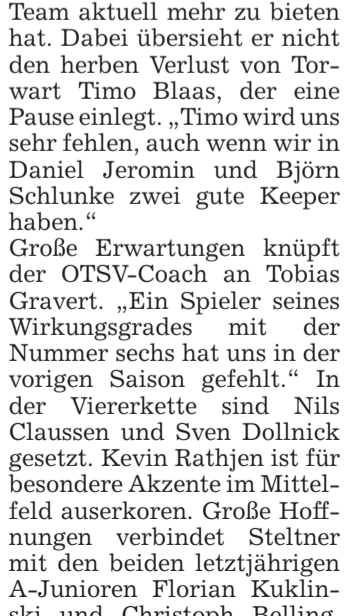 Team aktuell mehr zu bieten
hat. Dabei übersieht er nicht
den herben Verlust von Tor-
wart Timo Blaas, der eine
Pause einlegt. „Timo wird uns
sehr fehlen, auch wenn wir in
Daniel Jeromin und Björn
Schlunke zwei gute Keeper
haben.“
Große Erwartungen knüpft
der OTSV-Coach an Tobias
Gravert. „Ein Spieler seines
Wirkungsgrades mit der
Nummer sechs hat uns in der
vorigen Saison gefehlt.“ In
der Viererkette sind Nils
Claussen und Sven Dollnick
gesetzt. Kevin Rathjen ist für
besondere Akzente im Mittel-
feld auserkoren. Große Hoff-
nungen verbindet Steltner
mit den beiden letztjährigen
A-Junioren Florian Kuklin-
ski und Christoph Belling